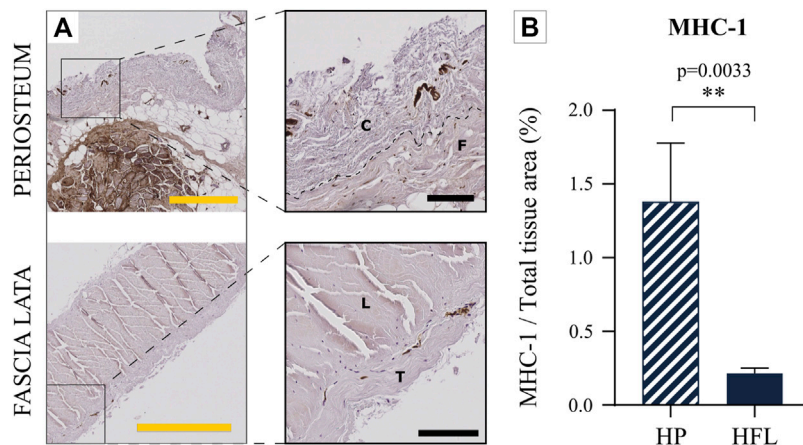 A
PERIOSTEUM
C
F
FASCIA LATA
L
T
B
MHC-1
p=0.0033
**
MHC-1 / Total tissue area (%)
2.0
1.5
1.0
0.5
0.0
HP
HFL